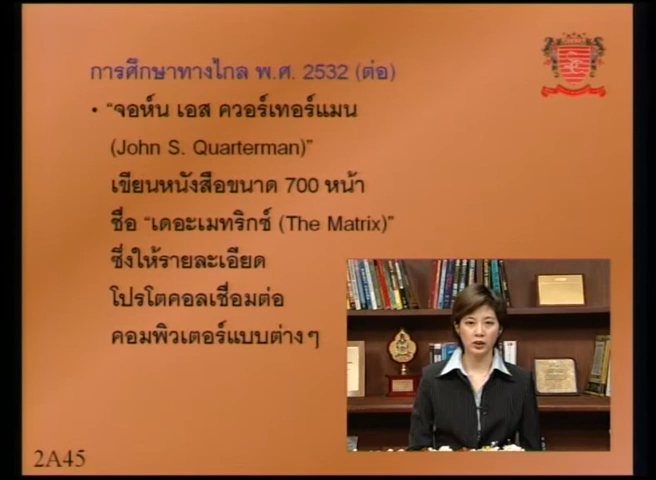 การศึกษาทางไกล พ.ศ. 2532 (ต่อ)
• “จอห์น เอส ควอร์เทอร์แมน
(John S. Quarterman)”
เขียนหนังสือขนาด 700 หน้า
ชื่อ “เดอะเมทริกซ์ (The Matrix)”
ซึ่งให้รายละเอียด
โปรโตคอลเชื่อมต่อ
คอมพิวเตอร์แบบต่างๆ
2A45